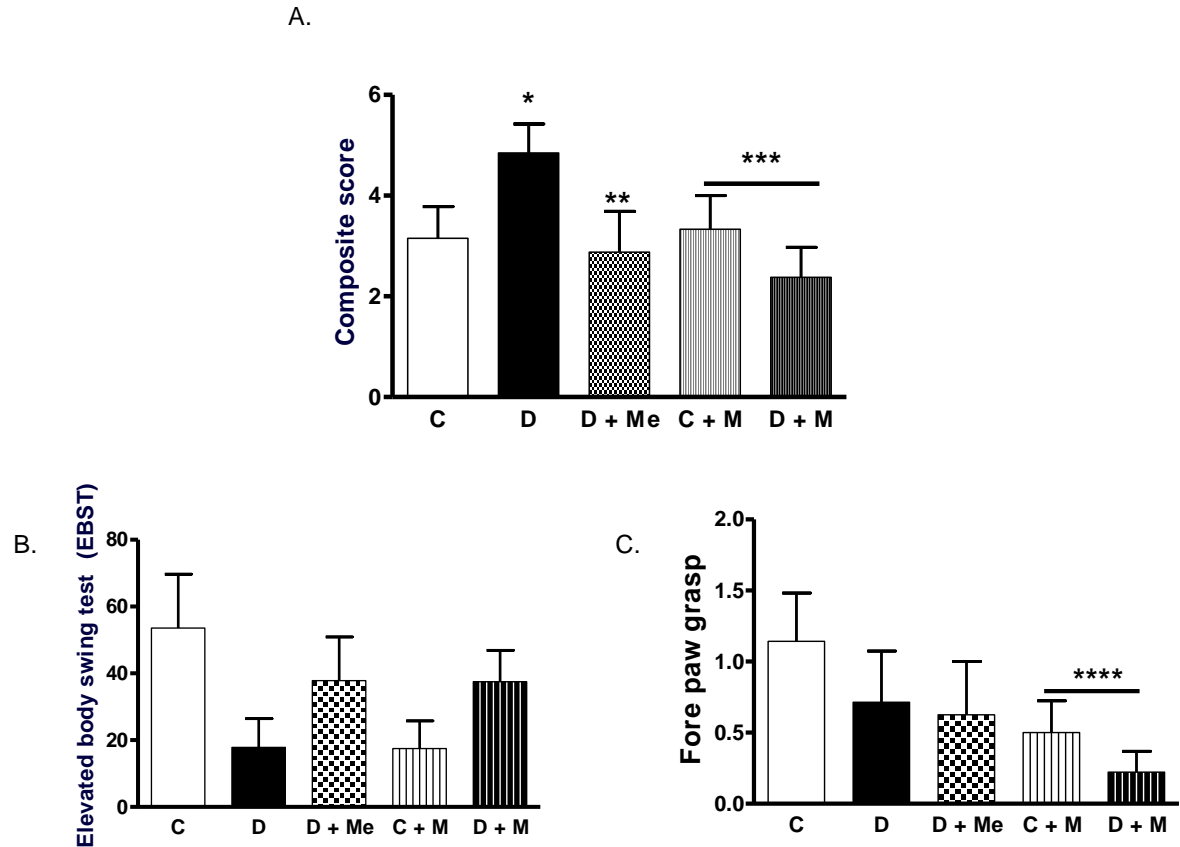 A.
Composite score
6
4
2
0
*
**
***
C D D + Me C + M D + M
B.
Elevated body swing test (EBST)
80
60
40
20
0
C D D + Me C + M D + M
C.
Fore paw grasp
2.0
1.5
1.0
0.5
0.0
****
C D D + Me C + M D + M